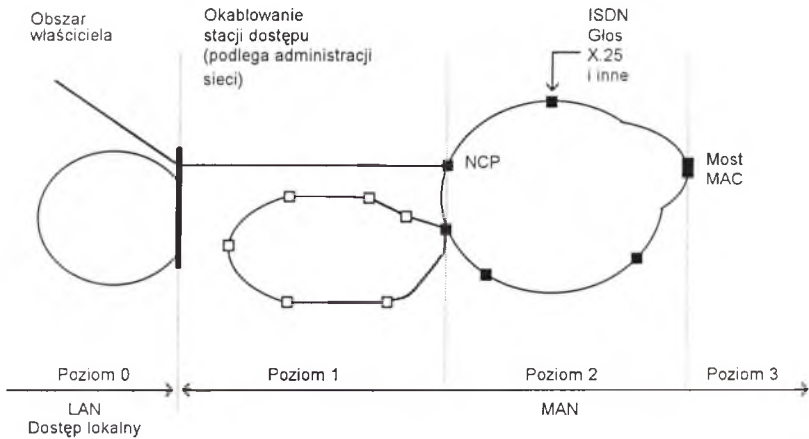 Obszar
właściciela
Okablowanie
stacji dostępu
(podlega administracji
sieci)
ISDN
Głos
X.25
i inne
NCP
Most
MAC
Poziom 0
Poziom 1
Poziom 2
Poziom 3
LAN
Dostęp lokalny
MAN